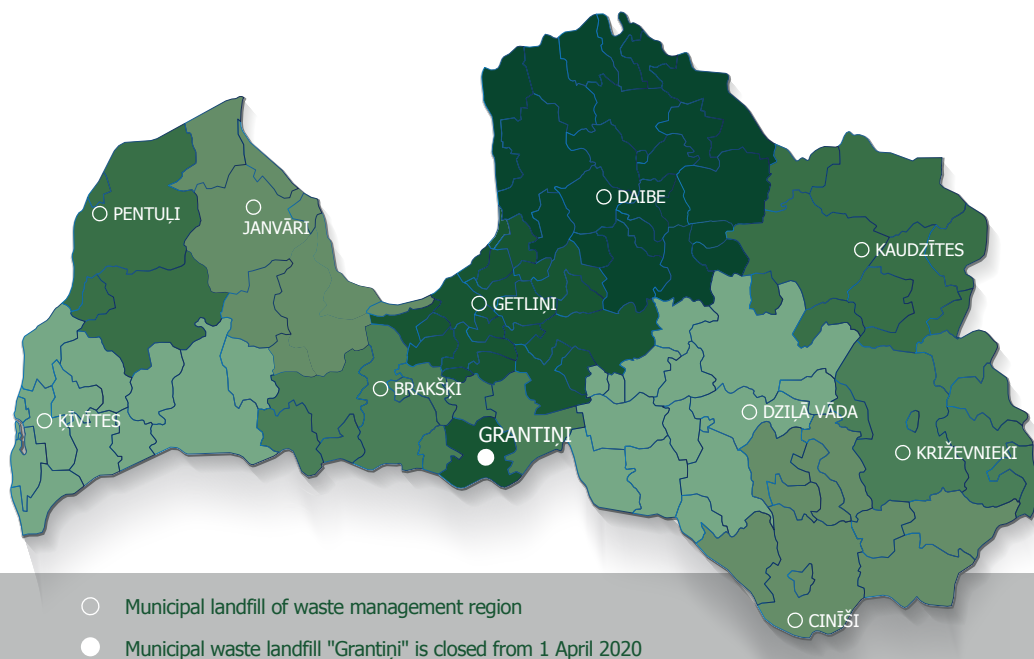 DAIBE
PENTUĻI
JANVĀRI
KAUDZĪTES
GETLIŅI
BRAKŠĶI
DZIĻĀ VĀDA
ĶĪVĪTES
GRANTIŅI
KRIŽEVNIEKI
Municipal landfill of waste management region
CINĪŠI
Municipal waste landfill "Grantiņi" is closed from 1 April 2020